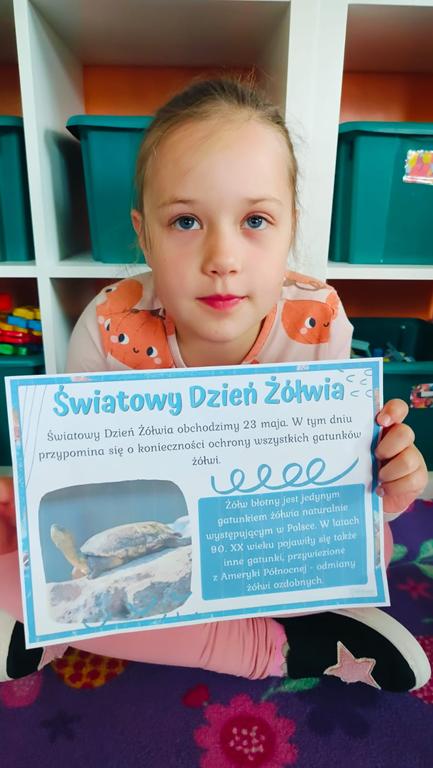 Światowy Dzień Żółwia
Światowy Dzień Żółwia obchodzimy 23 maja. W tym dniu
przypomina się o konieczności ochrony wszystkich gatunków
żółwi.
Żółw błotny jest jedynym
gatunkiem żółwia naturalnie
występującym w Polsce. W latach
90. XX wieku pojawiły się także
inne gatunki, przywiezione
z Ameryki Północnej - odmiany
żółwi ozdobnych.